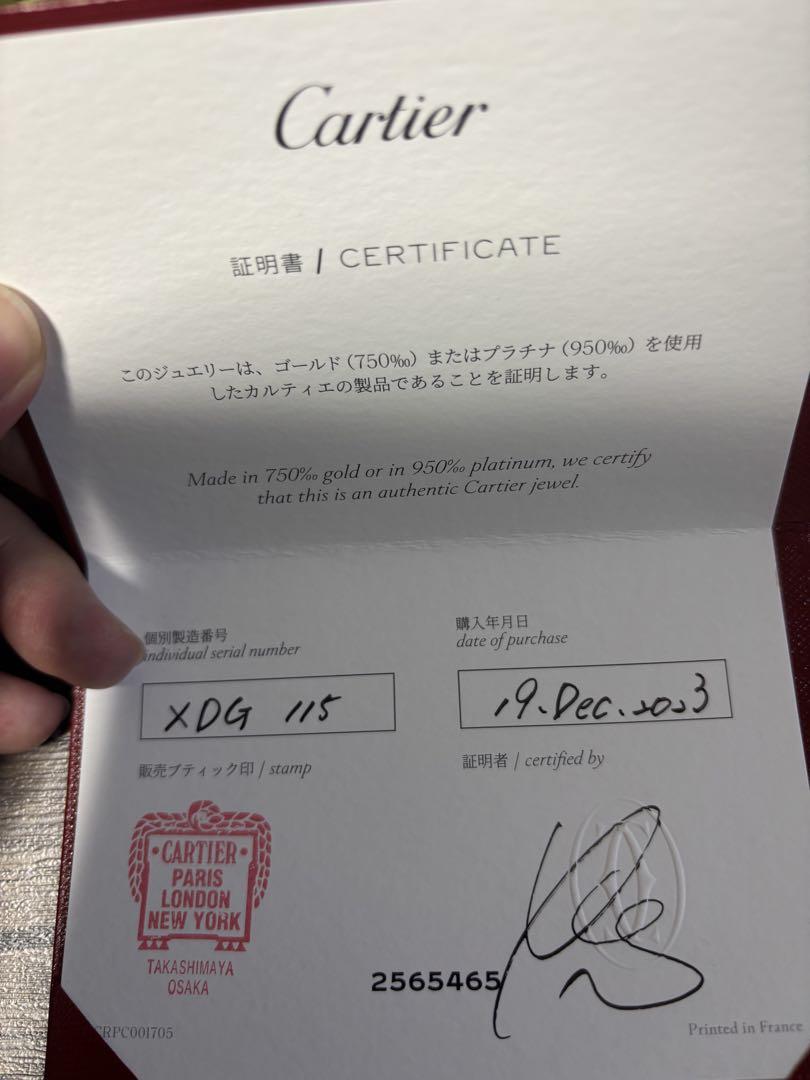 Cartier
証明書 / CERTIFICATE
このジュエリーは、ゴールド（750‰）またはプラチナ（950‰）を使用
したカルティエの製品であることを証明します。
Made in 750‰ gold or in 950‰ platinum, we certify
that this is an authentic Cartier jewel.
個別製造番号
individual serial number
XDG 115
購入年月日
date of purchase
19.Dec.2023
販売ブティック印 / stamp
証明者 / certified by
CARTIER
PARIS
LONDON
NEW YORK
TAKASHIMAYA
OSAKA
2565465
CRPC001705
Printed in France